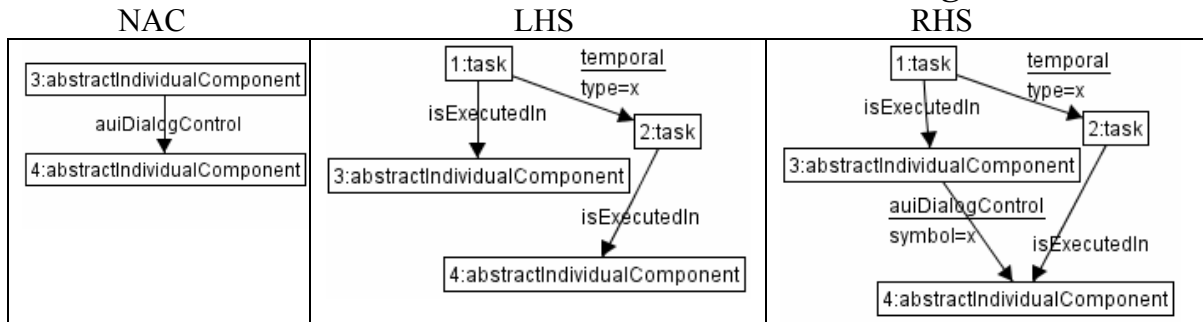 NAC LHS RHS
3:abstractIndividualComponent
auiDialogControl
4:abstractIndividualComponent
1:task
temporal
type=x
isExecutedIn
2:task
3:abstractIndividualComponent
isExecutedIn
4:abstractIndividualComponent
1:task
temporal
type=x
isExecutedIn
2:task
3:abstractIndividualComponent
auiDialogControl
symbol=x
isExecutedIn
4:abstractIndividualComponent